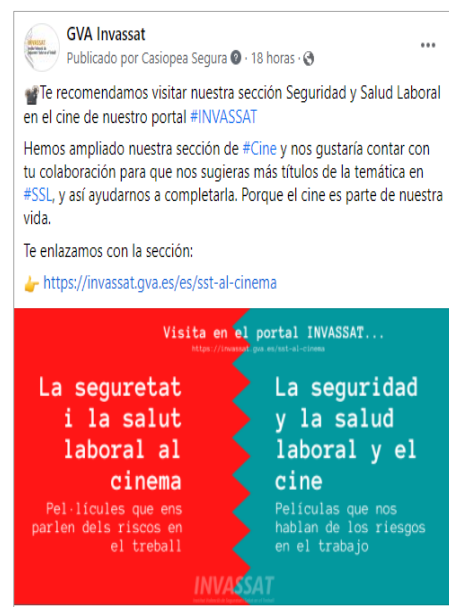 GVA Invassat
Publicado por Casiopea Segura · 18 horas ·
Te recomendamos visitar nuestra sección Seguridad y Salud Laboral
en el cine de nuestro portal #INVASSAT
Hemos ampliado nuestra sección de #Cine y nos gustaría contar con
tu colaboración para que nos sugieras más títulos de la temática en
#SSL, y así ayudarnos a completarla. Porque el cine es parte de nuestra
vida.
Te enlazamos con la sección:
👉 https://invassat.gva.es/es/sst-al-cinema
Visita en el portal INVASSAT...
https://invassat.gva.es/sst-al-cinema
La seguretat
i la salut
laboral al
cinema
Pel·lícules que ens
parlen dels riscos en
el treball
La seguridad
y la salud
laboral y el
cine
Películas que nos
hablan de los riesgos
en el trabajo
INVASSAT